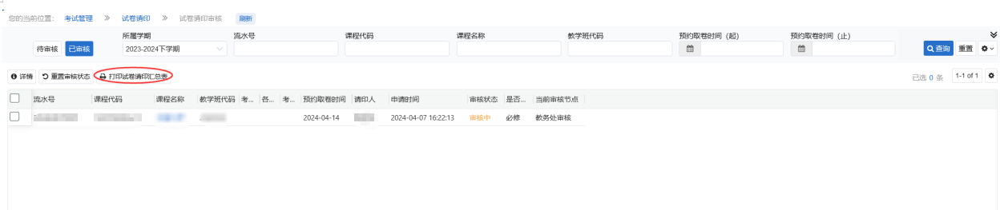 您的当前位置: 考试管理 » 试卷请印 » 试卷请印审核 刷新
所属学期 流水号 课程代码 课程名称 教学班代码 预约取卷时间（起） 预约取卷时间（止）
待审核 已审核 2023-2024下学期 查询 重置
详情 重置审核状态 打印试卷请印汇总表 已选 0 条 1-1 of 1
流水号 课程代码 课程名称 教学班代码 考... 各... 考... 预约取卷时间 请印人 申请时间 审核状态 是否... 当前审核节点
2024-04-14 2024-04-07 16:22:13 审核中 必修 教务处审核